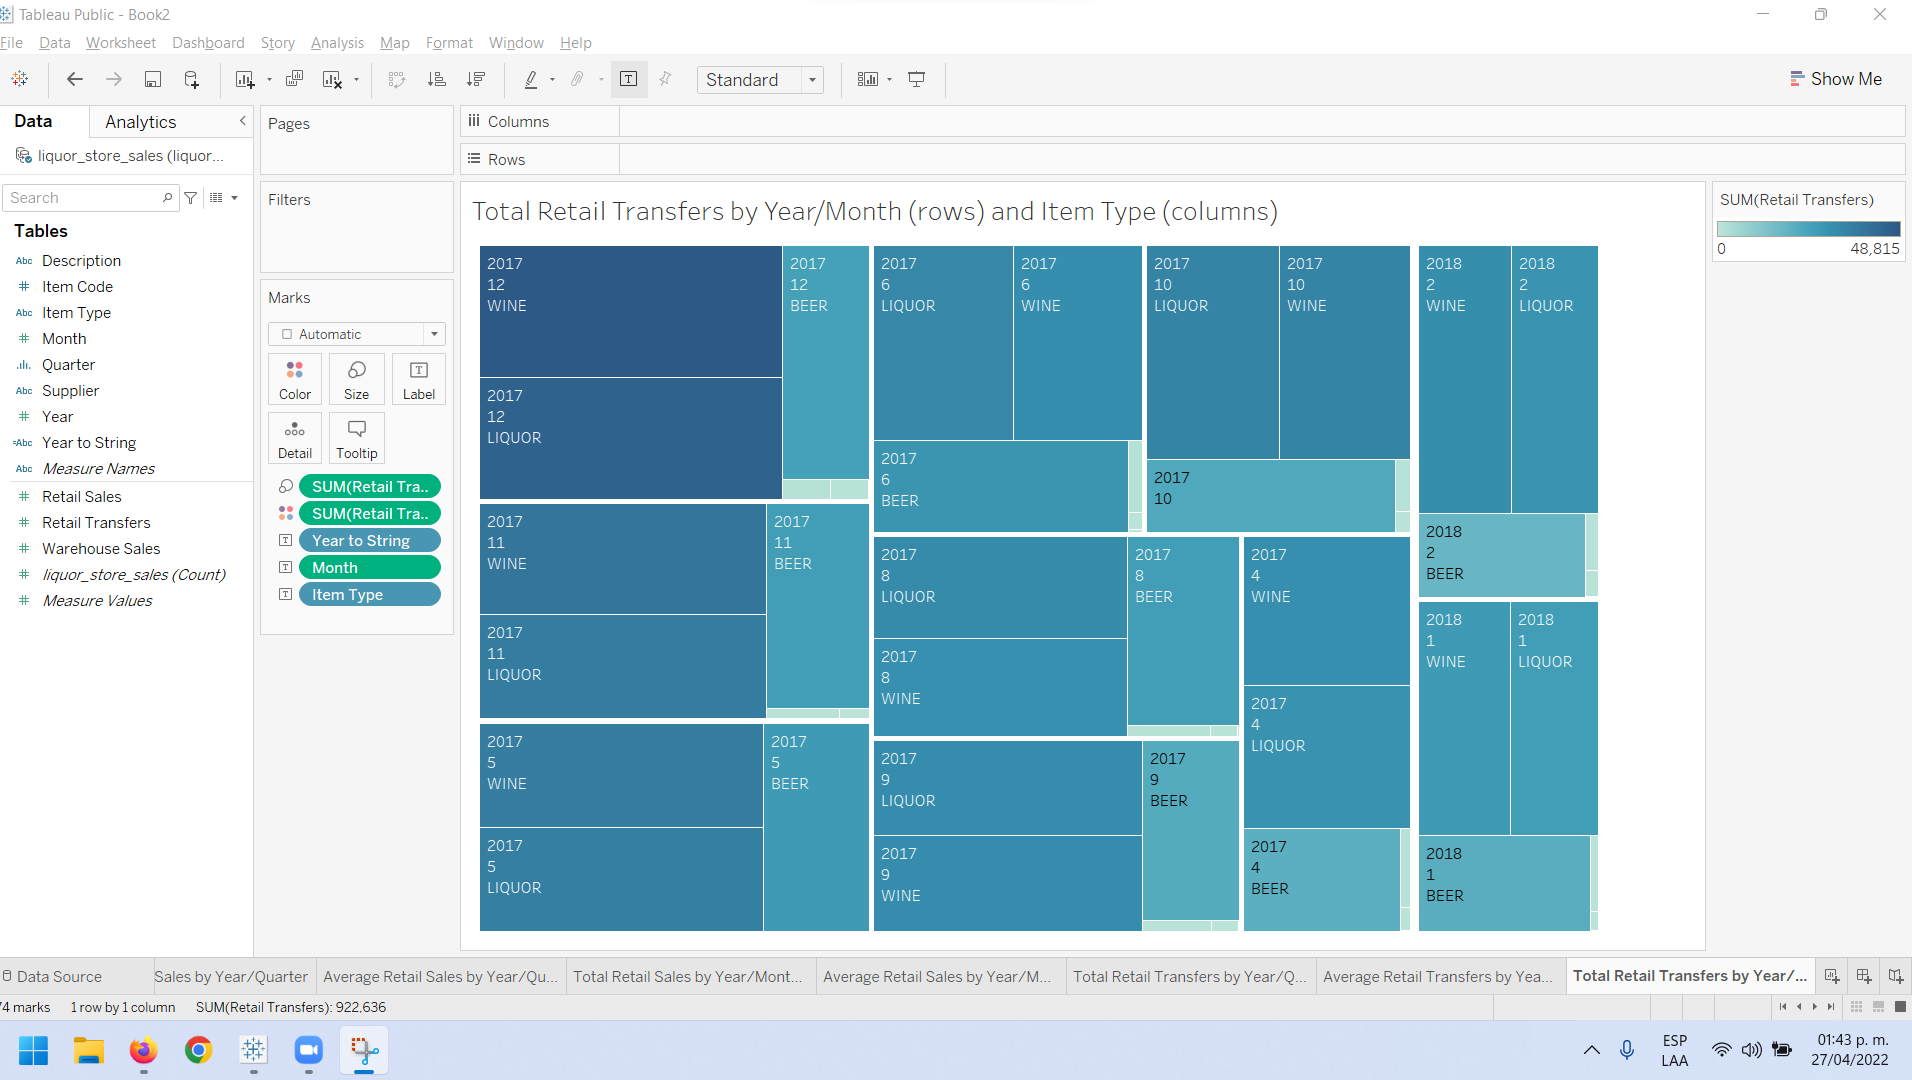 Tableau Public - Book2
File Data Worksheet Dashboard Story Analysis Map Format Window Help
Standard
Show Me
Data
Analytics
liquor_store_sales (liquor...
Search
Tables
Abc Description
# Item Code
Abc Item Type
# Month
Quarter
Abc Supplier
# Year
=Abc Year to String
Abc Measure Names
# Retail Sales
# Retail Transfers
# Warehouse Sales
# liquor_store_sales (Count)
# Measure Values
Pages
Filters
Marks
Automatic
Color
Size
Label
Detail
Tooltip
SUM(Retail Tra..
SUM(Retail Tra..
Year to String
Month
Item Type
Columns
Rows
Total Retail Transfers by Year/Month (rows) and Item Type (columns)
2017
12
WINE
2017
12
BEER
2017
12
LIQUOR
2017
11
WINE
2017
11
BEER
2017
11
LIQUOR
2017
5
WINE
2017
5
BEER
2017
5
LIQUOR
2017
6
LIQUOR
2017
6
WINE
2017
6
BEER
2017
10
LIQUOR
2017
10
WINE
2017
10
2017
8
LIQUOR
2017
8
BEER
2017
8
WINE
2017
9
LIQUOR
2017
9
BEER
2017
9
WINE
2017
4
WINE
2017
4
LIQUOR
2017
4
BEER
2018
2
WINE
2018
2
LIQUOR
2018
2
BEER
2018
1
WINE
2018
1
LIQUOR
2018
1
BEER
SUM(Retail Transfers)
0 48,815
Data Source
Sales by Year/Quarter
Average Retail Sales by Year/Qu...
Total Retail Sales by Year/Mont...
Average Retail Sales by Year/M...
Total Retail Transfers by Year/Q...
Average Retail Transfers by Yea...
Total Retail Transfers by Year/...
74 marks 1 row by 1 column SUM(Retail Transfers): 922,636
ESP
LAA
01:43 p. m.
27/04/2022